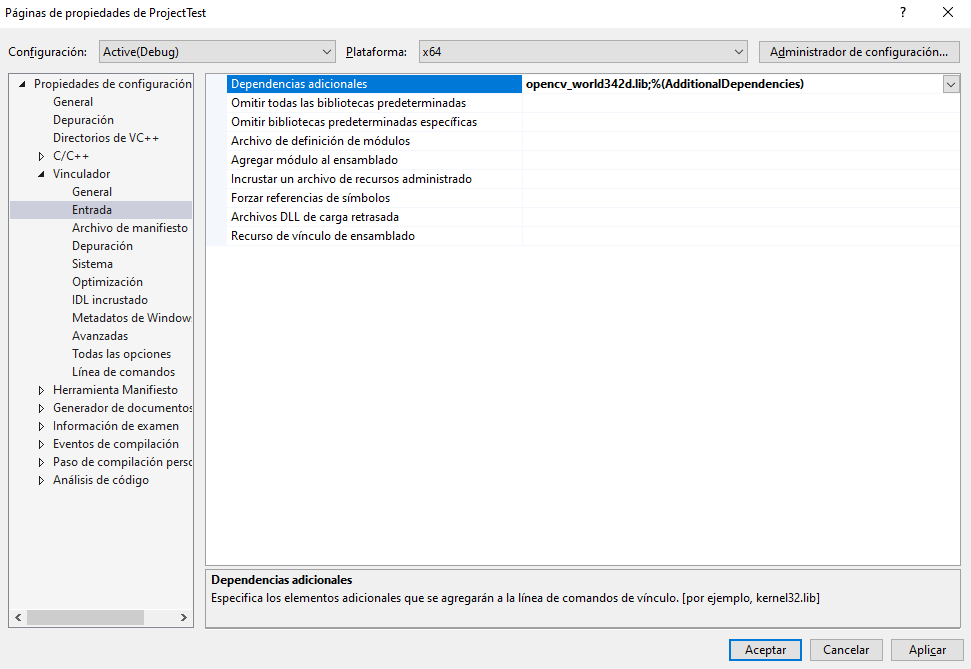 Páginas de propiedades de ProjectTest
?
Configuración: Active(Debug) Plataforma: x64 Administrador de configuración...
Propiedades de configuración
General
Depuración
Directorios de VC++
C/C++
Vinculador
General
Entrada
Archivo de manifiesto
Depuración
Sistema
Optimización
IDL incrustado
Metadatos de Window
Avanzadas
Todas las opciones
Línea de comandos
Herramienta Manifiesto
Generador de documentos
Información de examen
Eventos de compilación
Paso de compilación perso
Análisis de código
Dependencias adicionales opencv_world342d.lib;%(AdditionalDependencies)
Omitir todas las bibliotecas predeterminadas
Omitir bibliotecas predeterminadas específicas
Archivo de definición de módulos
Agregar módulo al ensamblado
Incrustar un archivo de recursos administrado
Forzar referencias de símbolos
Archivos DLL de carga retrasada
Recurso de vínculo de ensamblado
Dependencias adicionales
Especifica los elementos adicionales que se agregarán a la línea de comandos de vínculo. [por ejemplo, kernel32.lib]
Aceptar Cancelar Aplicar